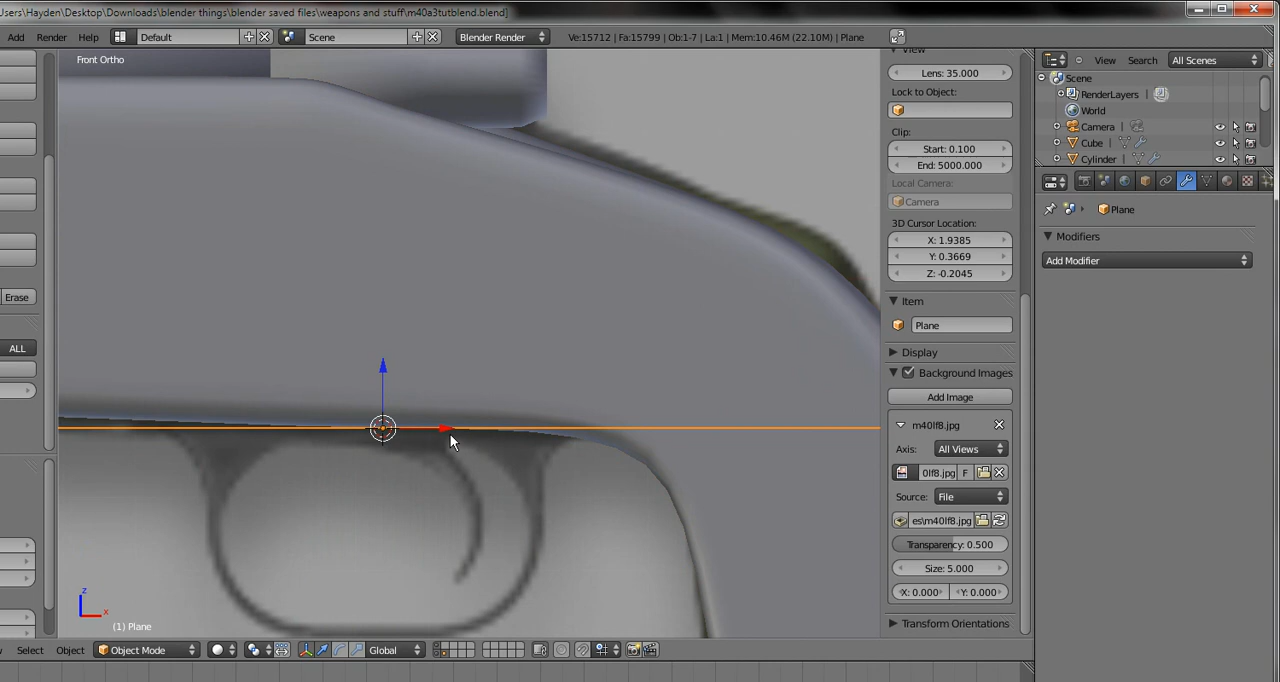 Users\Hayden\Desktop\Downloads\blender things\blender saved files\weapons and stuff\m40a3tutblend.blend]
Add Render Help Default Scene Blender Render Ve:15712 | Fa:15799 | Ob:1-7 | La:1 | Mem:10.46M (22.10M) | Plane
Front Ortho
View
Lens: 35.000
Lock to Object:
Clip:
Start: 0.100
End: 5000.000
Local Camera:
Camera
3D Cursor Location:
X: 1.9385
Y: 0.3669
Z: -0.2045
Item
Plane
Display
Background Images
Add Image
m40lf8.jpg
Axis: All Views
0lf8.jpg F
Source: File
es\m40lf8.jpg
Transparency: 0.500
Size: 5.000
X: 0.000 Y: 0.000
Transform Orientations
View Search All Scenes
Scene
RenderLayers |
World
Camera |
Cube |
Cylinder |
Plane
Modifiers
Add Modifier
Erase
ALL
z
x
(1) Plane
Select Object Object Mode Global